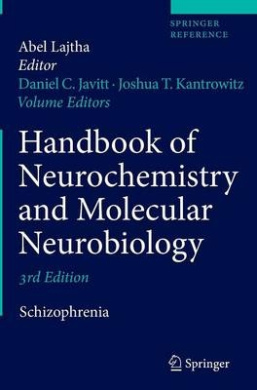 SPRINGER
REFERENCE
Abel Lajtha
Editor
Daniel C. Javitt · Joshua T. Kantrowitz
Volume Editors
Handbook of
Neurochemistry
and Molecular
Neurobiology
3rd Edition
Schizophrenia
Springer